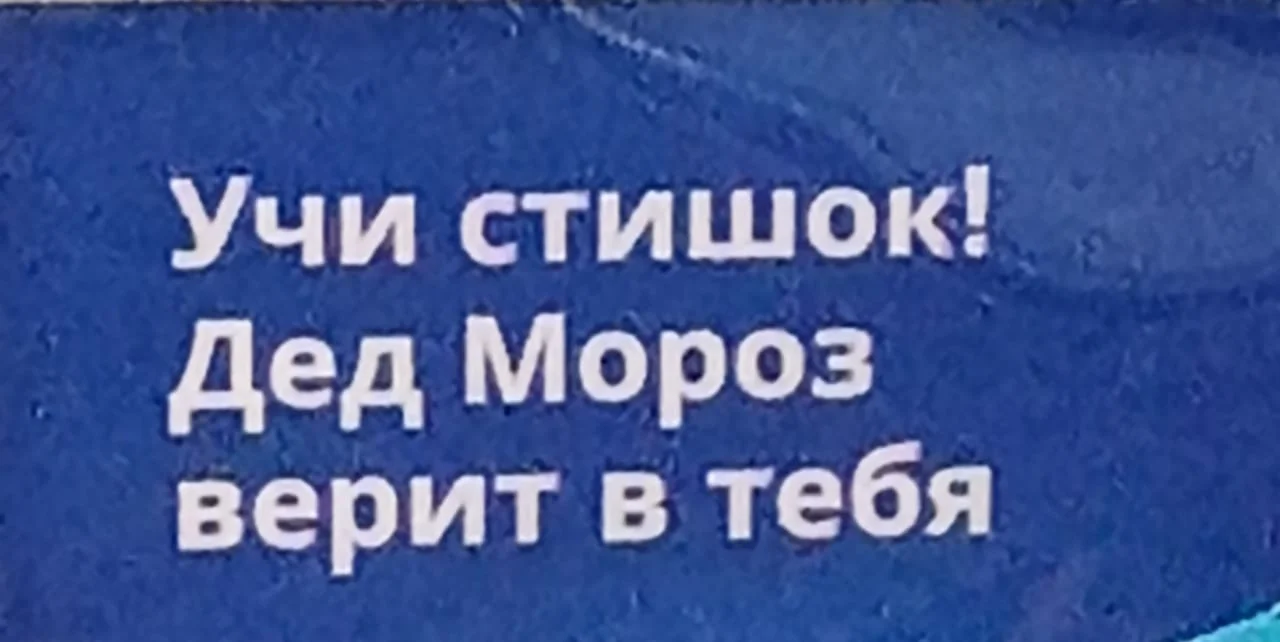 Учи стишок!
Дед Мороз
верит в тебя